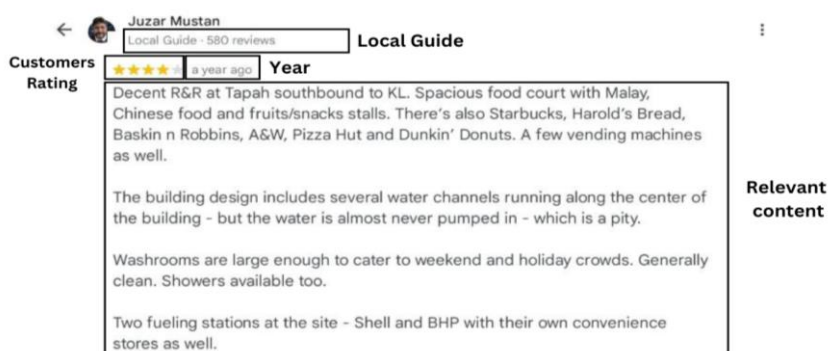 Juzar Mustan
Local Guide · 580 reviews
Local Guide
Customers
Rating
a year ago
Year
Decent R&R at Tapah southbound to KL. Spacious food court with Malay,
Chinese food and fruits/snacks stalls. There's also Starbucks, Harold's Bread,
Baskin n Robbins, A&W, Pizza Hut and Dunkin' Donuts. A few vending machines
as well.
The building design includes several water channels running along the center of
the building - but the water is almost never pumped in - which is a pity.
Relevant
content
Washrooms are large enough to cater to weekend and holiday crowds. Generally
clean. Showers available too.
Two fueling stations at the site - Shell and BHP with their own convenience
stores as well.